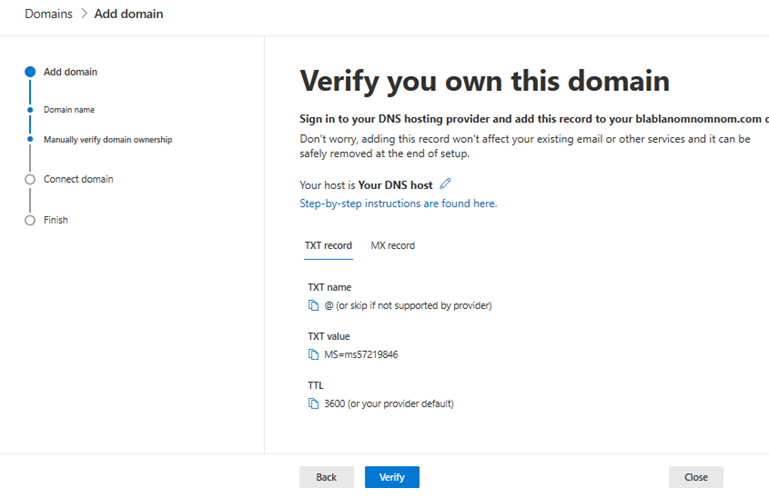 Domains > Add domain
Add domain
Domain name
Manually verify domain ownership
Connect domain
Finish
Verify you own this domain
Sign in to your DNS hosting provider and add this record to your blablanomnomnom.com
Don't worry, adding this record won't affect your existing email or other services and it can be
safely removed at the end of setup.
Your host is Your DNS host
Step-by-step instructions are found here.
TXT record MX record
TXT name
@ (or skip if not supported by provider)
TXT value
MS=ms57219846
TTL
3600 (or your provider default)
Back Verify Close